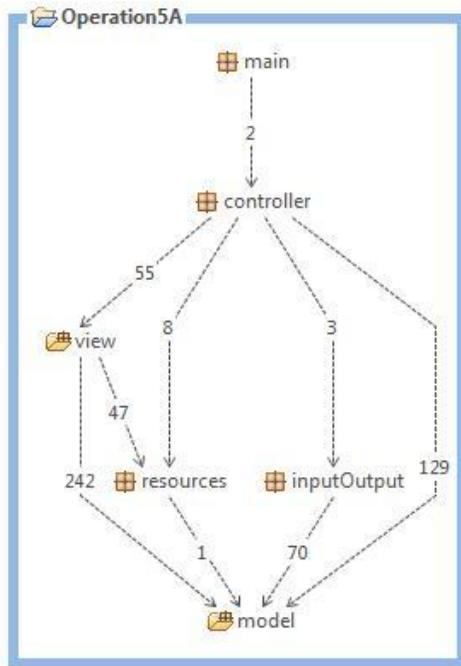 Operation5A
main
2
controller
55
8
3
view
47
242
resources
inputOutput
129
1
70
model